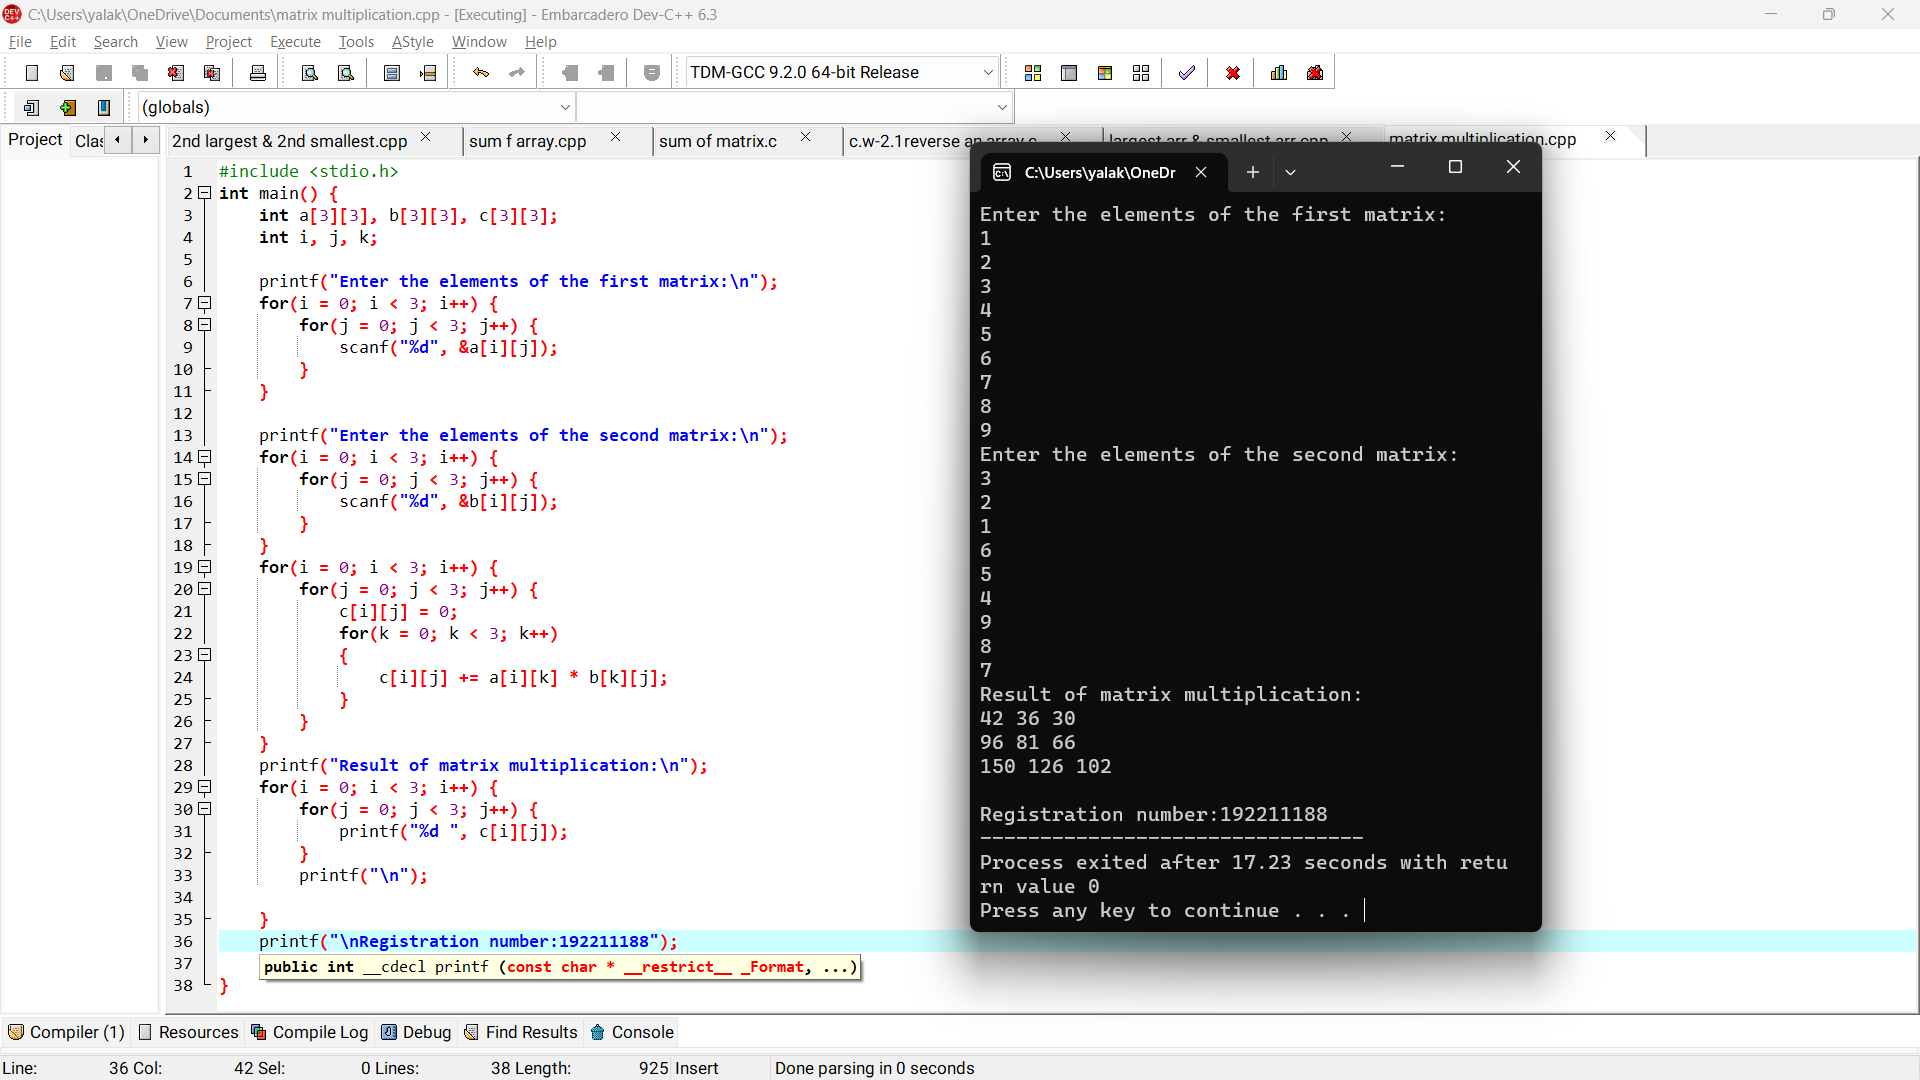 C:\Users\yalak\OneDrive\Documents\matrix multiplication.cpp - [Executing] - Embarcadero Dev-C++ 6.3
File Edit Search View Project Execute Tools AStyle Window Help
TDM-GCC 9.2.0 64-bit Release
(globals)
Project Clas 2nd largest & 2nd smallest.cpp sum f array.cpp sum of matrix.c c.w-2.1reverse an array.c largest arr & smallest arr.cpp matrix multiplication.cpp
1 #include <stdio.h>
2 int main() {
3 int a[3][3], b[3][3], c[3][3];
4 int i, j, k;
5
6 printf("Enter the elements of the first matrix:\n");
7 for(i = 0; i < 3; i++) {
8 for(j = 0; j < 3; j++) {
9 scanf("%d", &a[i][j]);
10 }
11 }
12
13 printf("Enter the elements of the second matrix:\n");
14 for(i = 0; i < 3; i++) {
15 for(j = 0; j < 3; j++) {
16 scanf("%d", &b[i][j]);
17 }
18 }
19 for(i = 0; i < 3; i++) {
20 for(j = 0; j < 3; j++) {
21 c[i][j] = 0;
22 for(k = 0; k < 3; k++)
23 {
24 c[i][j] += a[i][k] * b[k][j];
25 }
26 }
27 }
28 printf("Result of matrix multiplication:\n");
29 for(i = 0; i < 3; i++) {
30 for(j = 0; j < 3; j++) {
31 printf("%d ", c[i][j]);
32 }
33 printf("\n");
34
35 }
36 printf("\nRegistration number:192211188");
37 public int __cdecl printf (const char * __restrict__ _Format, ...)
38 }
C:\Users\yalak\OneDr
Enter the elements of the first matrix:
1
2
3
4
5
6
7
8
9
Enter the elements of the second matrix:
3
2
1
6
5
4
9
8
7
Result of matrix multiplication:
42 36 30
96 81 66
150 126 102
Registration number:192211188
--------------------------------
Process exited after 17.23 seconds with retu
rn value 0
Press any key to continue . . .
Compiler (1) Resources Compile Log Debug Find Results Console
Line: 36 Col: 42 Sel: 0 Lines: 38 Length: 925 Insert Done parsing in 0 seconds